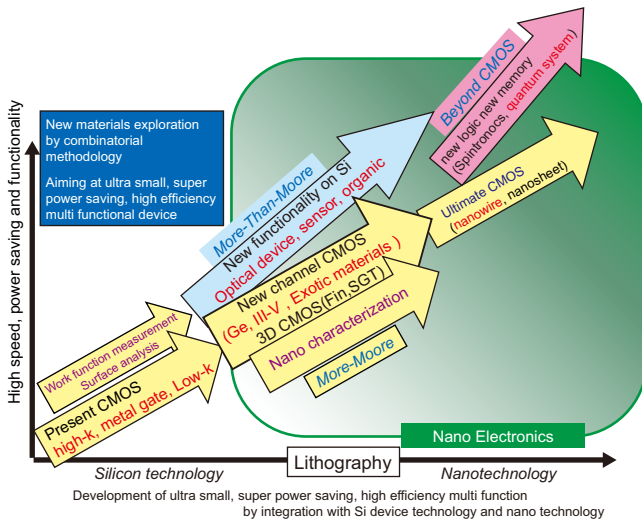 High speed, power saving and functionality
New materials exploration
by combinatorial
methodology
Aiming at ultra small, super
power saving, high efficiency
multi functional device
Beyond CMOS
new logic new memory
(Spintronocs, quantum system)
More-Than-Moore
New functionality on Si
Optical device, sensor, organic
Ultimate CMOS
(nanowire, nanosheet)
New channel CMOS
(Ge, III-V , Exotic materials )
3D CMOS(Fin,SGT)
Nano characterization
More-Moore
Work function measurement
Surface analysis
Present CMOS
high-k, metal gate, Low-k
Nano Electronics
Silicon technology
Lithography
Nanotechnology
Development of ultra small, super power saving, high efficiency multi function
by integration with Si device technology and nano technology